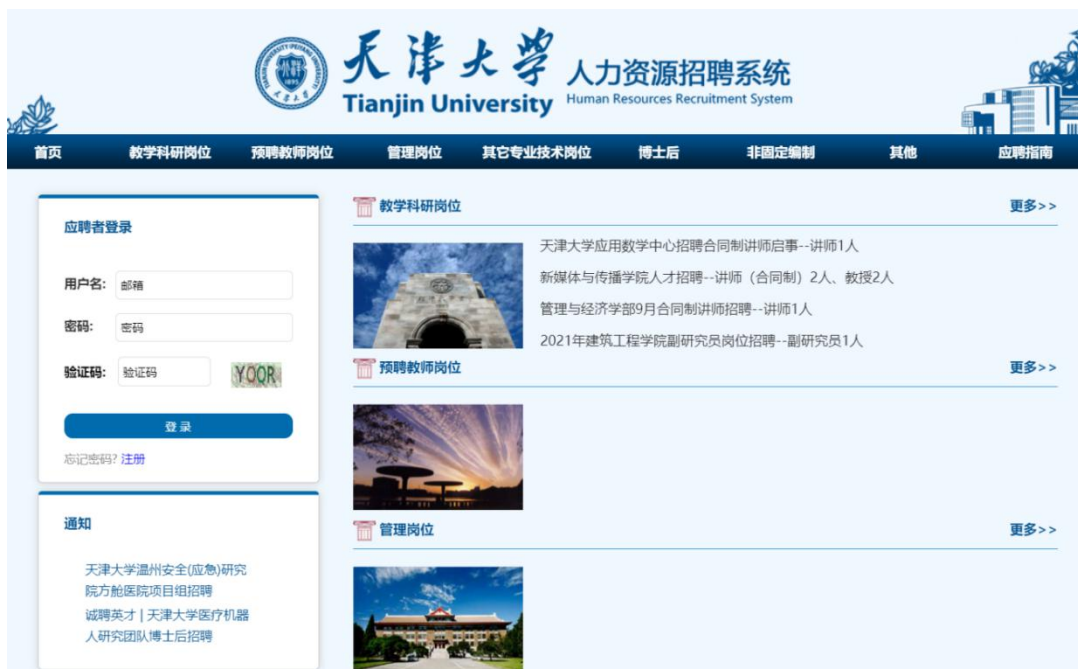 天津大学
Tianjin University
人力资源招聘系统
Human Resources Recruitment System
首页 教学科研岗位 预聘教师岗位 管理岗位 其它专业技术岗位 博士后 非固定编制 其他 应聘指南
应聘者登录
用户名: 邮箱
密码: 密码
验证码: 验证码 YOQR
登 录
忘记密码? 注册
通知
天津大学温州安全(应急)研究
院方舱医院项目组招聘
诚聘英才 | 天津大学医疗机器
人研究团队博士后招聘
教学科研岗位 更多>>
天津大学应用数学中心招聘合同制讲师启事--讲师1人
新媒体与传播学院人才招聘--讲师（合同制）2人、教授2人
管理与经济学部9月合同制讲师招聘--讲师1人
2021年建筑工程学院副研究员岗位招聘--副研究员1人
预聘教师岗位 更多>>
管理岗位 更多>>